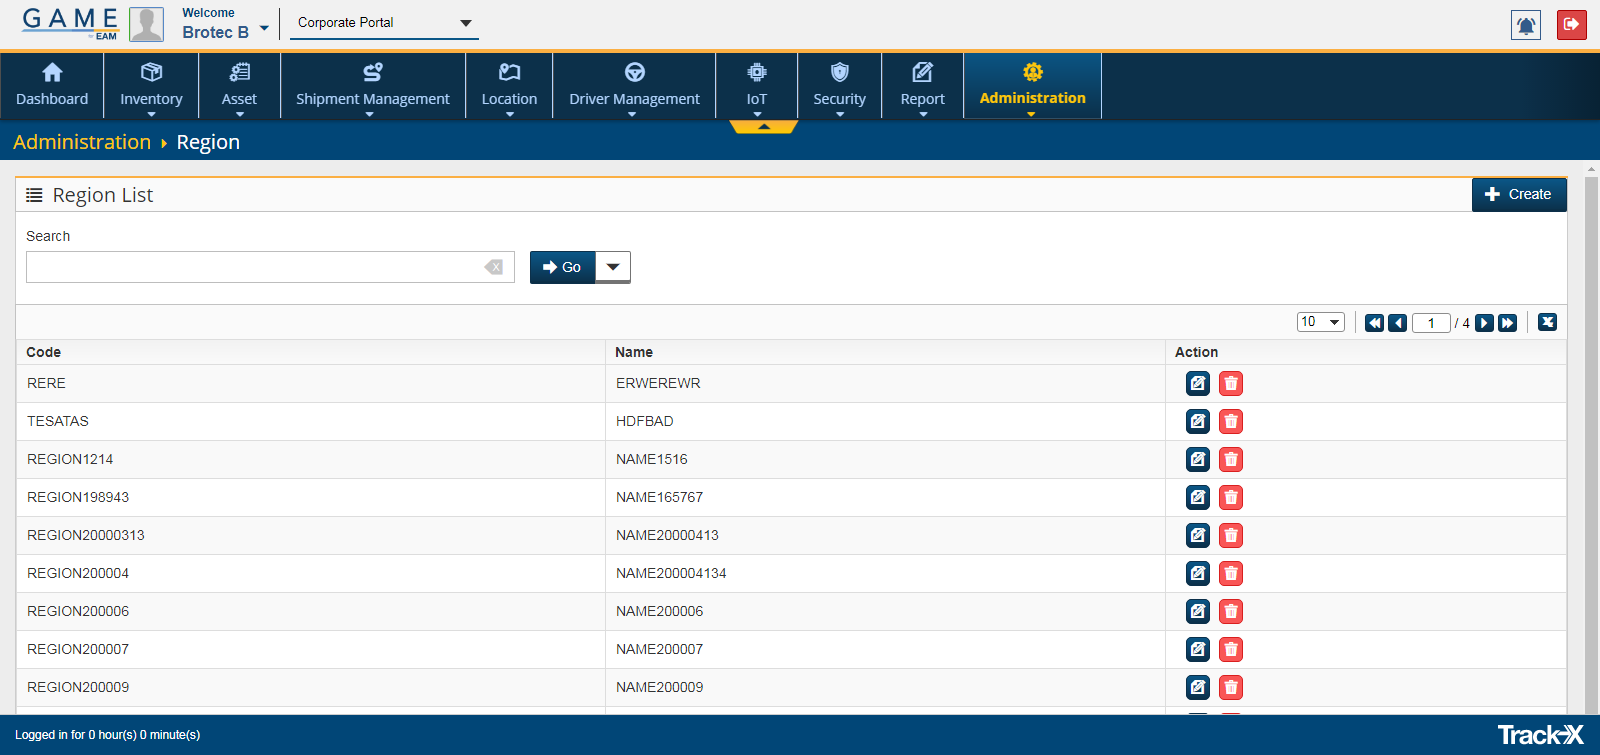 GAME
EAM
Welcome
Brotec B
Corporate Portal
Dashboard
Inventory
Asset
Shipment Management
Location
Driver Management
IoT
Security
Report
Administration
Administration Region
Region List
Create
Search
Go
10
1 / 4
Code Name Action
RERE ERWEREWR
TESATAS HDFBAD
REGION1214 NAME1516
REGION198943 NAME165767
REGION20000313 NAME20000413
REGION200004 NAME200004134
REGION200006 NAME200006
REGION200007 NAME200007
REGION200009 NAME200009
Logged in for 0 hour(s) 0 minute(s)
Track-X